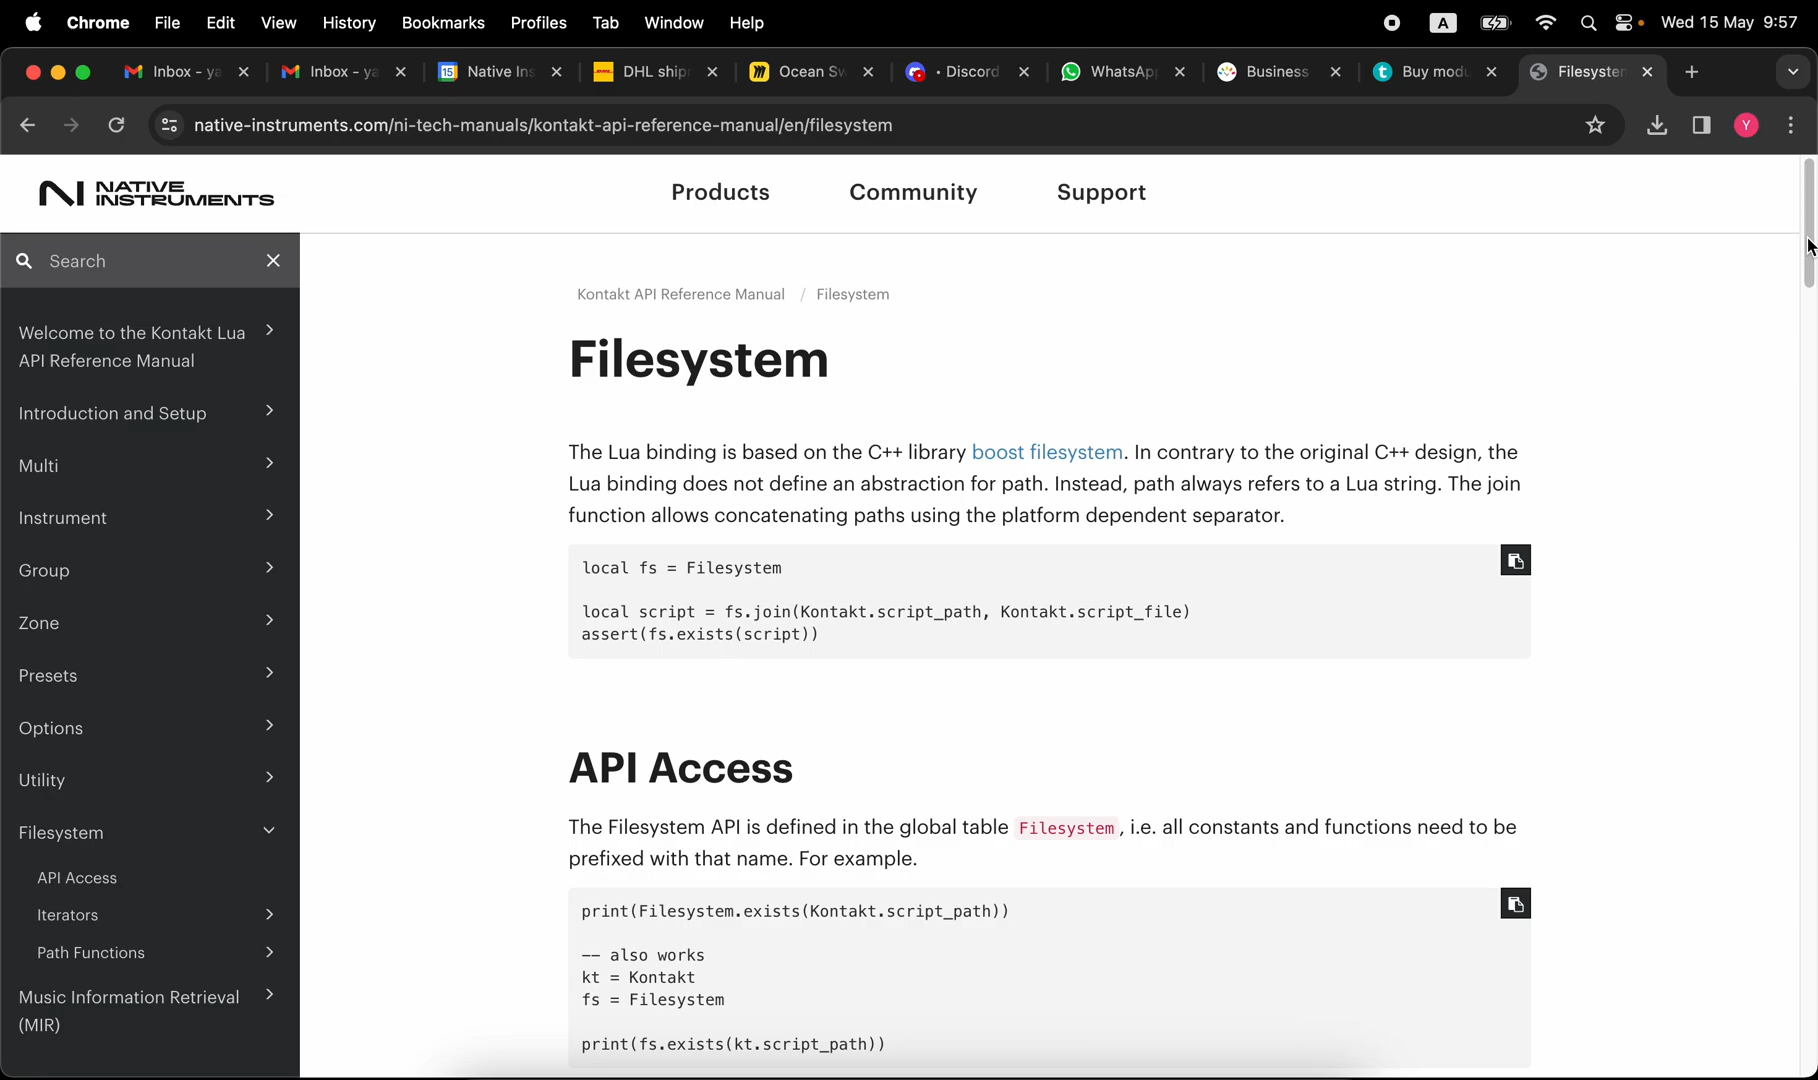 Chrome File Edit View History Bookmarks Profiles Tab Window Help A Wed 15 May 9:57
Inbox - ya Inbox - ya 15 Native Ins DHL ship Ocean Sw • Discord WhatsApp Business Buy modu Filesystem
native-instruments.com/ni-tech-manuals/kontakt-api-reference-manual/en/filesystem Y
NATIVE
INSTRUMENTS
Products Community Support
Search
Welcome to the Kontakt Lua
API Reference Manual
Introduction and Setup
Multi
Instrument
Group
Zone
Presets
Options
Utility
Filesystem
API Access
Iterators
Path Functions
Music Information Retrieval
(MIR)
Kontakt API Reference Manual / Filesystem
Filesystem
The Lua binding is based on the C++ library boost filesystem. In contrary to the original C++ design, the
Lua binding does not define an abstraction for path. Instead, path always refers to a Lua string. The join
function allows concatenating paths using the platform dependent separator.
local fs = Filesystem
local script = fs.join(Kontakt.script_path, Kontakt.script_file)
assert(fs.exists(script))
API Access
The Filesystem API is defined in the global table Filesystem, i.e. all constants and functions need to be
prefixed with that name. For example.
print(Filesystem.exists(Kontakt.script_path))
-- also works
kt = Kontakt
fs = Filesystem
print(fs.exists(kt.script_path))